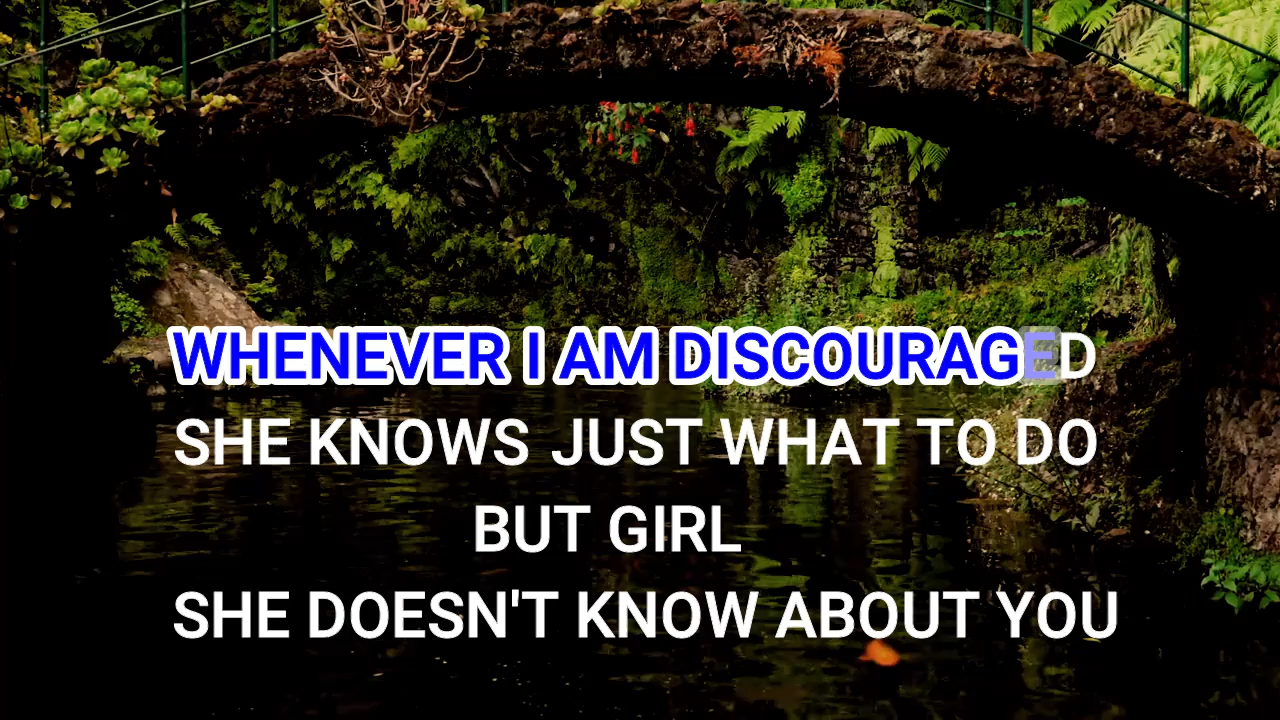 WHENEVER I AM DISCOURAGED
SHE KNOWS JUST WHAT TO DO
BUT GIRL
SHE DOESN'T KNOW ABOUT YOU